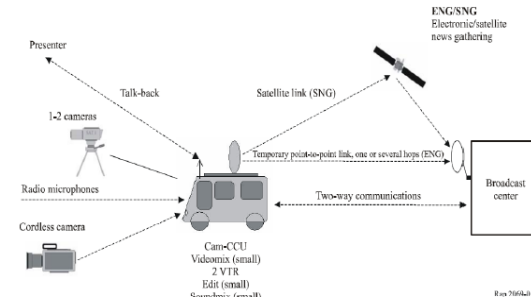 ENG/SNG
Electronic/satellite
news gathering
Presenter
Talk-back
Satellite link (SNG)
1-2 cameras
Temporary point-to-point link, one or several hops (ENG)
Radio microphones
Two-way communications
Broadcast
center
Cordless camera
Cam-CCU
Videomix (small)
2 VTR
Edit (small)
Soundmix (small)